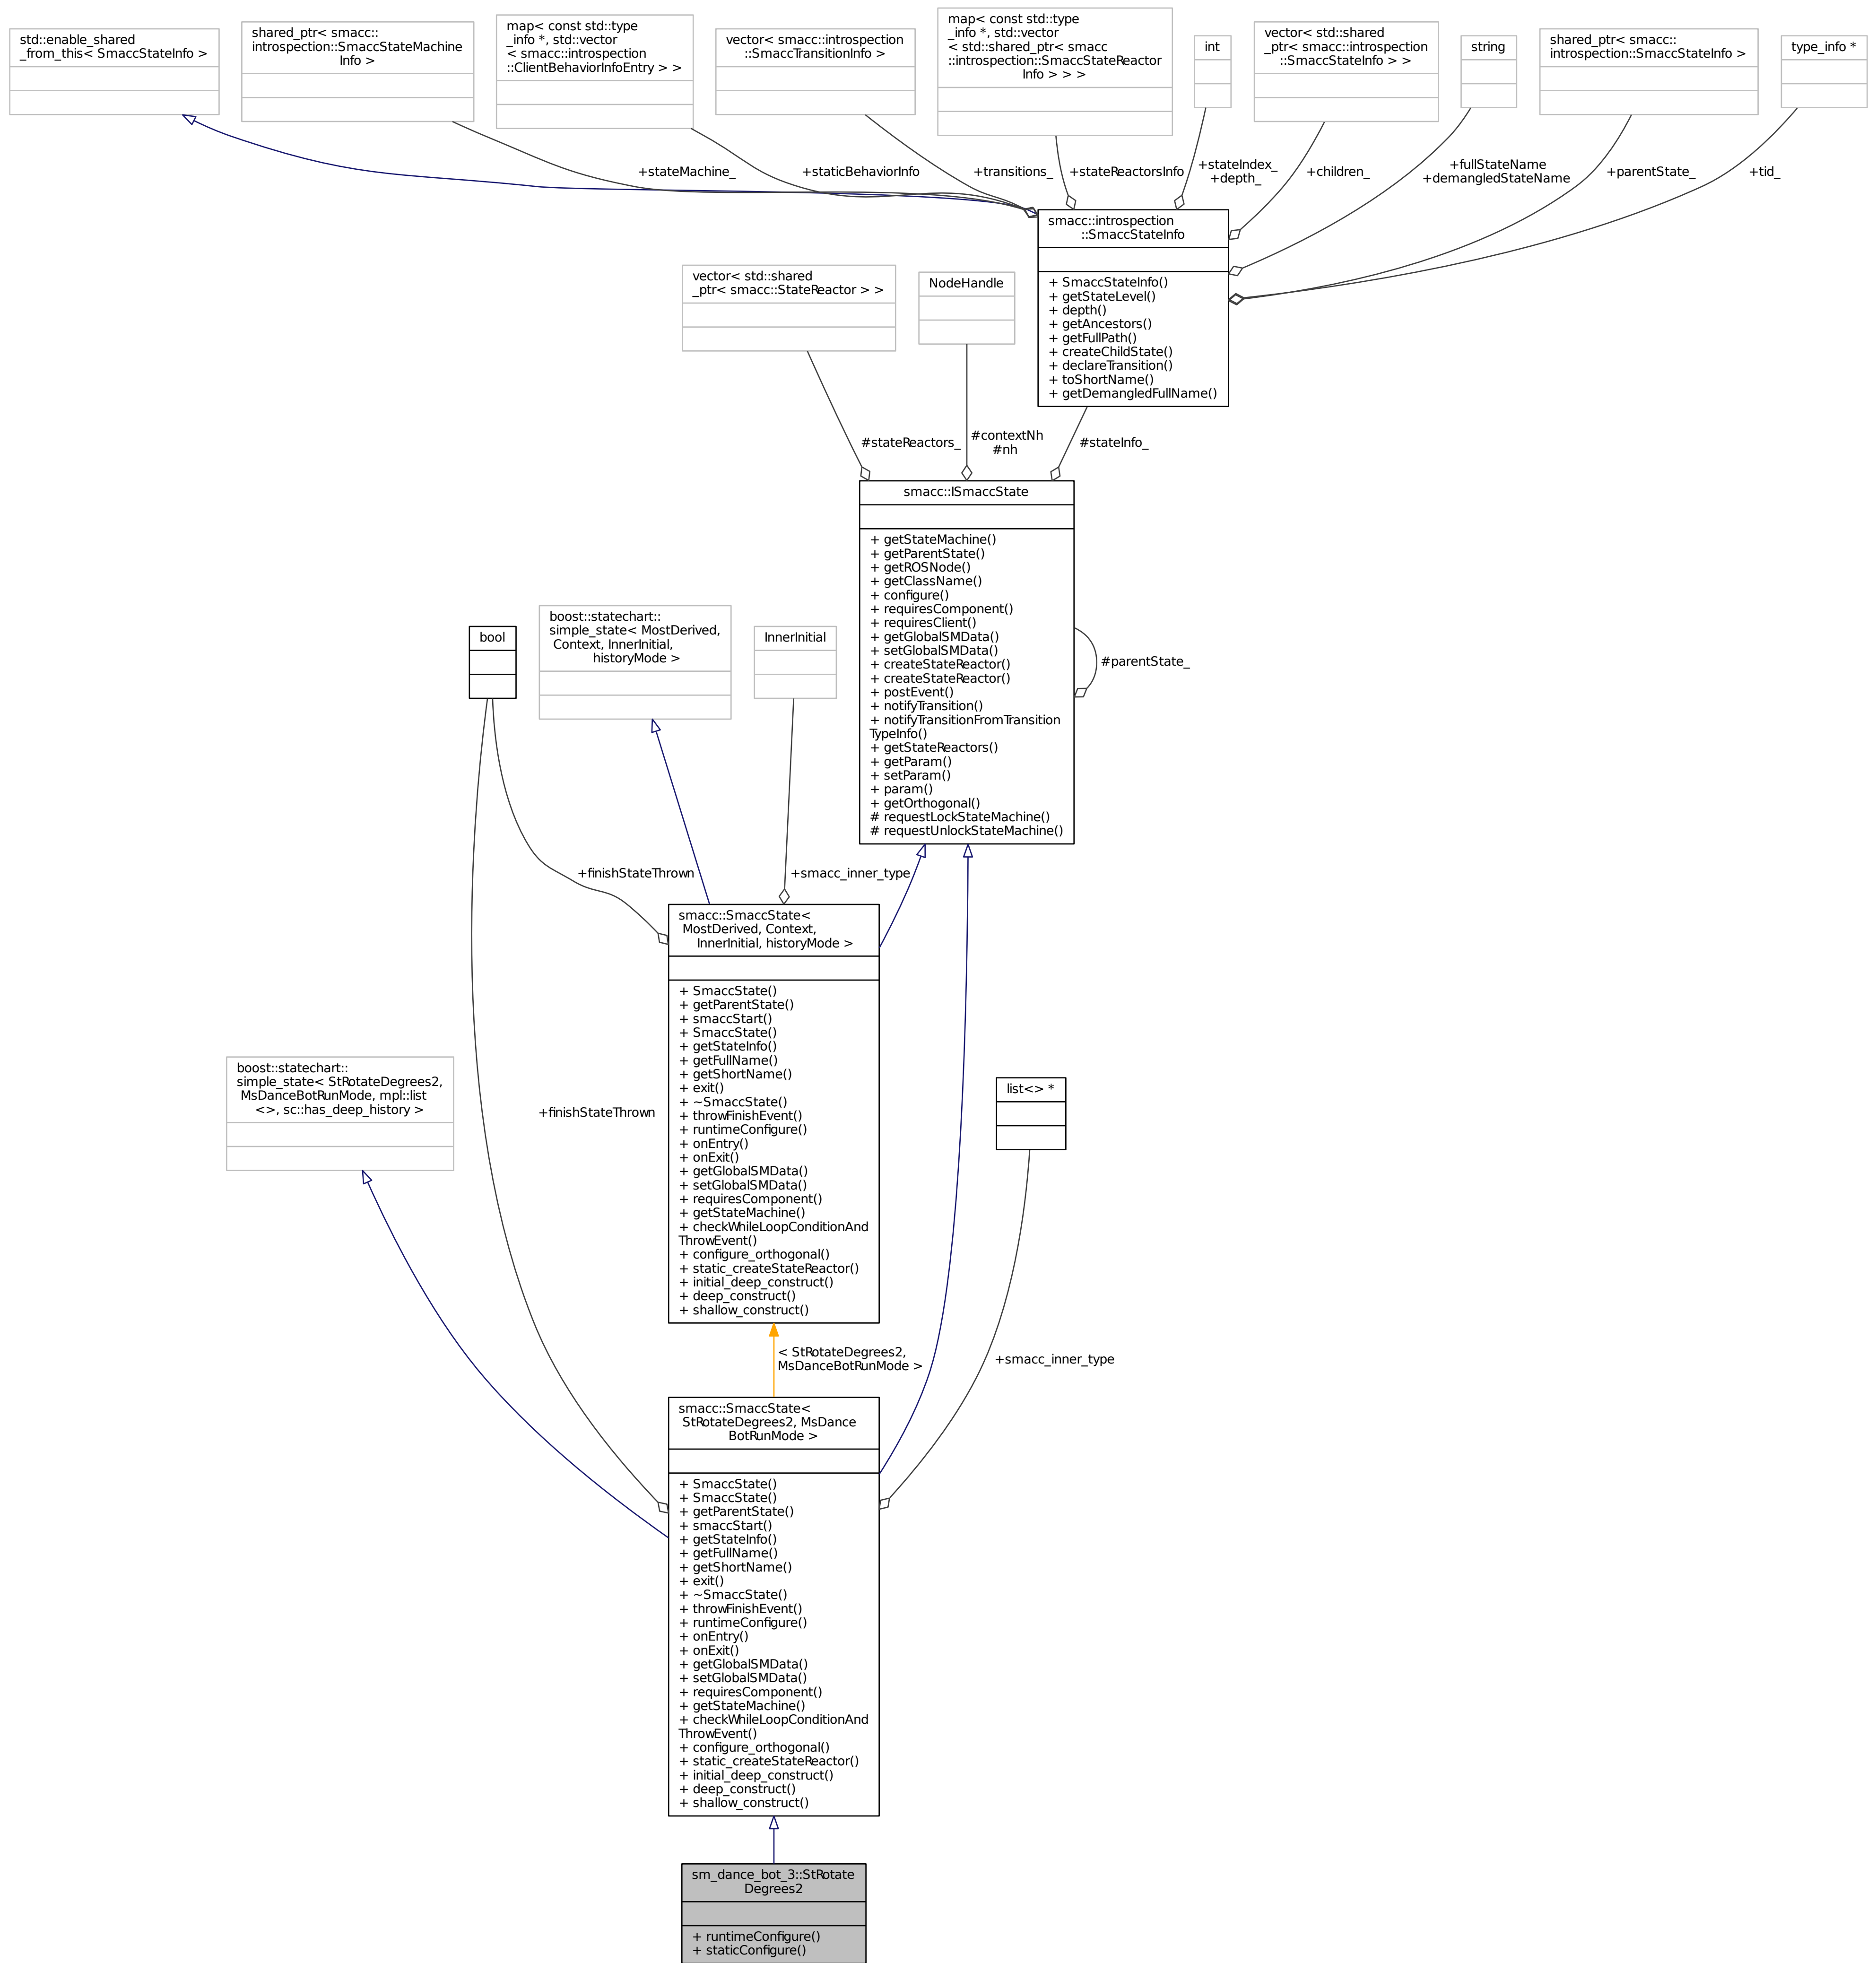 std::enable_shared
_from_this< SmaccStateInfo >
shared_ptr< smacc::
introspection::SmaccStateMachine
Info >
map< const std::type
_info *, std::vector
< smacc::introspection
::ClientBehaviorInfoEntry > >
vector< smacc::introspection
::SmaccTransitionInfo >
map< const std::type
_info *, std::vector
< std::shared_ptr< smacc
::introspection::SmaccStateReactor
Info > > >
int
vector< std::shared
_ptr< smacc::introspection
::SmaccStateInfo > >
string
shared_ptr< smacc::
introspection::SmaccStateInfo >
type_info *
+stateMachine_
+staticBehaviorInfo
+transitions_
+stateReactorsInfo
+stateIndex_
+depth_
+children_
+fullStateName
+demangledStateName
+parentState_
+tid_
smacc::introspection
::SmaccStateInfo
+ SmaccStateInfo()
+ getStateLevel()
+ depth()
+ getAncestors()
+ getFullPath()
+ createChildState()
+ declareTransition()
+ toShortName()
+ getDemangledFullName()
vector< std::shared
_ptr< smacc::StateReactor > >
NodeHandle
#stateReactors_
#contextNh
#nh
#stateInfo_
smacc::ISmaccState
+ getStateMachine()
+ getParentState()
+ getROSNode()
+ getClassName()
+ configure()
+ requiresComponent()
+ requiresClient()
+ getGlobalSMData()
+ setGlobalSMData()
+ createStateReactor()
+ createStateReactor()
+ postEvent()
+ notifyTransition()
+ notifyTransitionFromTransition
TypeInfo()
+ getStateReactors()
+ getParam()
+ setParam()
+ param()
+ getOrthogonal()
# requestLockStateMachine()
# requestUnlockStateMachine()
#parentState_
bool
boost::statechart::
simple_state< MostDerived,
Context, InnerInitial,
historyMode >
InnerInitial
+finishStateThrown
+smacc_inner_type
smacc::SmaccState<
MostDerived, Context,
InnerInitial, historyMode >
+ SmaccState()
+ getParentState()
+ smaccStart()
+ SmaccState()
+ getStateInfo()
+ getFullName()
+ getShortName()
+ exit()
+ ~SmaccState()
+ throwFinishEvent()
+ runtimeConfigure()
+ onEntry()
+ onExit()
+ getGlobalSMData()
+ setGlobalSMData()
+ requiresComponent()
+ getStateMachine()
+ checkWhileLoopConditionAnd
ThrowEvent()
+ configure_orthogonal()
+ static_createStateReactor()
+ initial_deep_construct()
+ deep_construct()
+ shallow_construct()
boost::statechart::
simple_state< StRotateDegrees2,
MsDanceBotRunMode, mpl::list
<>, sc::has_deep_history >
+finishStateThrown
list<> *
< StRotateDegrees2,
MsDanceBotRunMode >
+smacc_inner_type
smacc::SmaccState<
StRotateDegrees2, MsDance
BotRunMode >
+ SmaccState()
+ SmaccState()
+ getParentState()
+ smaccStart()
+ getStateInfo()
+ getFullName()
+ getShortName()
+ exit()
+ ~SmaccState()
+ throwFinishEvent()
+ runtimeConfigure()
+ onEntry()
+ onExit()
+ getGlobalSMData()
+ setGlobalSMData()
+ requiresComponent()
+ getStateMachine()
+ checkWhileLoopConditionAnd
ThrowEvent()
+ configure_orthogonal()
+ static_createStateReactor()
+ initial_deep_construct()
+ deep_construct()
+ shallow_construct()
sm_dance_bot_3::StRotate
Degrees2
+ runtimeConfigure()
+ staticConfigure()